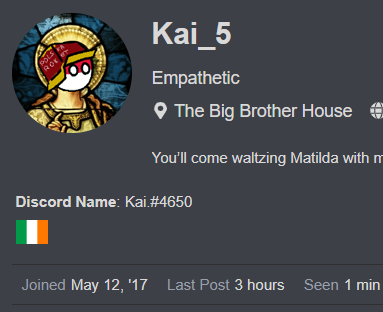 Kai_5
Empathetic
The Big Brother House
You'll come waltzing Matilda with m
Discord Name: Kai.#4650
Joined May 12, '17 Last Post 3 hours Seen 1 min